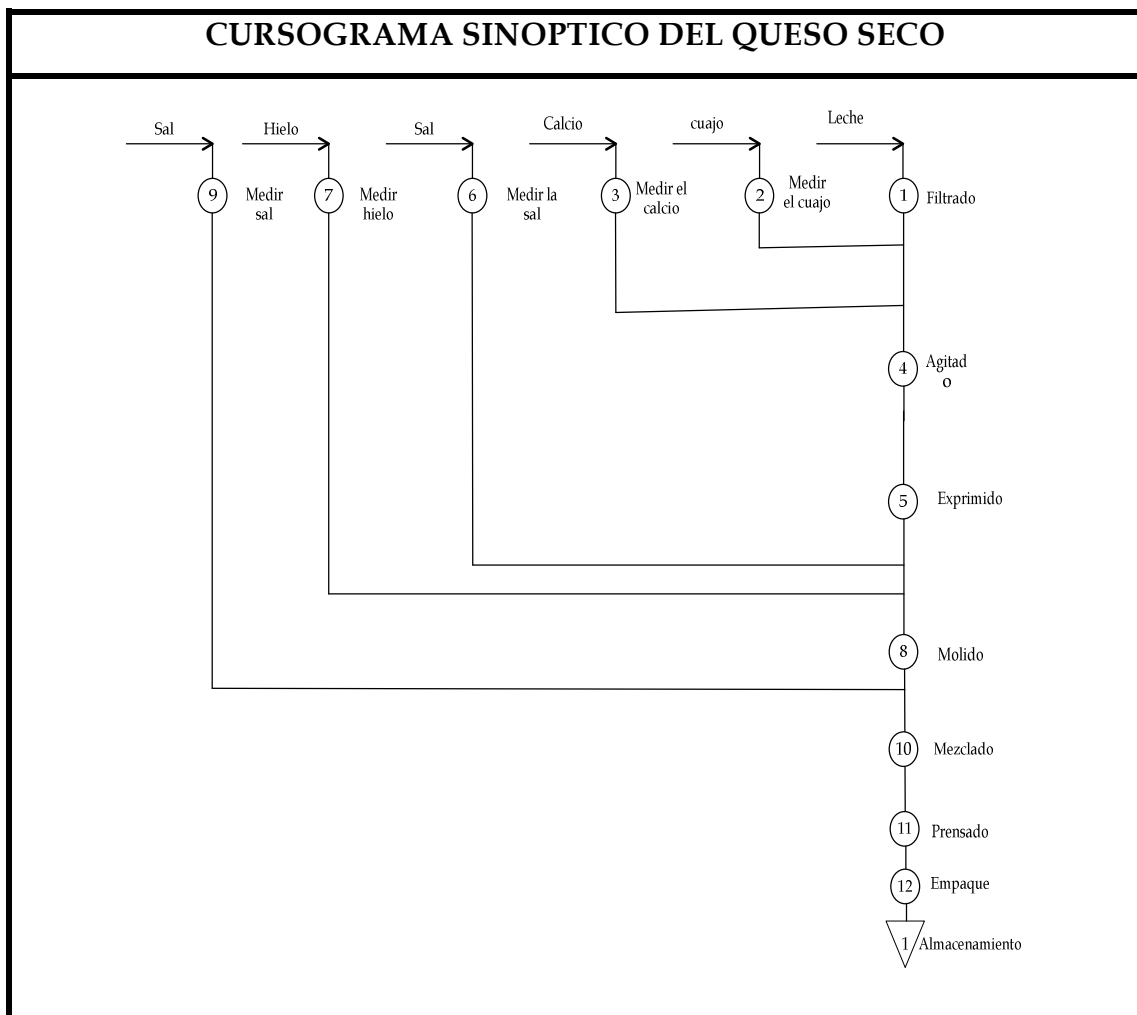 CURSOGRAMA SINOPTICO DEL QUESO SECO
Sal
Hielo
Sal
Calcio
cuajo
Leche
9
Medir
sal
7
Medir
hielo
6
Medir la
sal
3
Medir el
calcio
2
Medir
el cuajo
1
Filtrado
4
Agitad
o
5
Exprimido
8
Molido
10
Mezclado
11
Prensado
12
Empaque
1
Almacenamiento